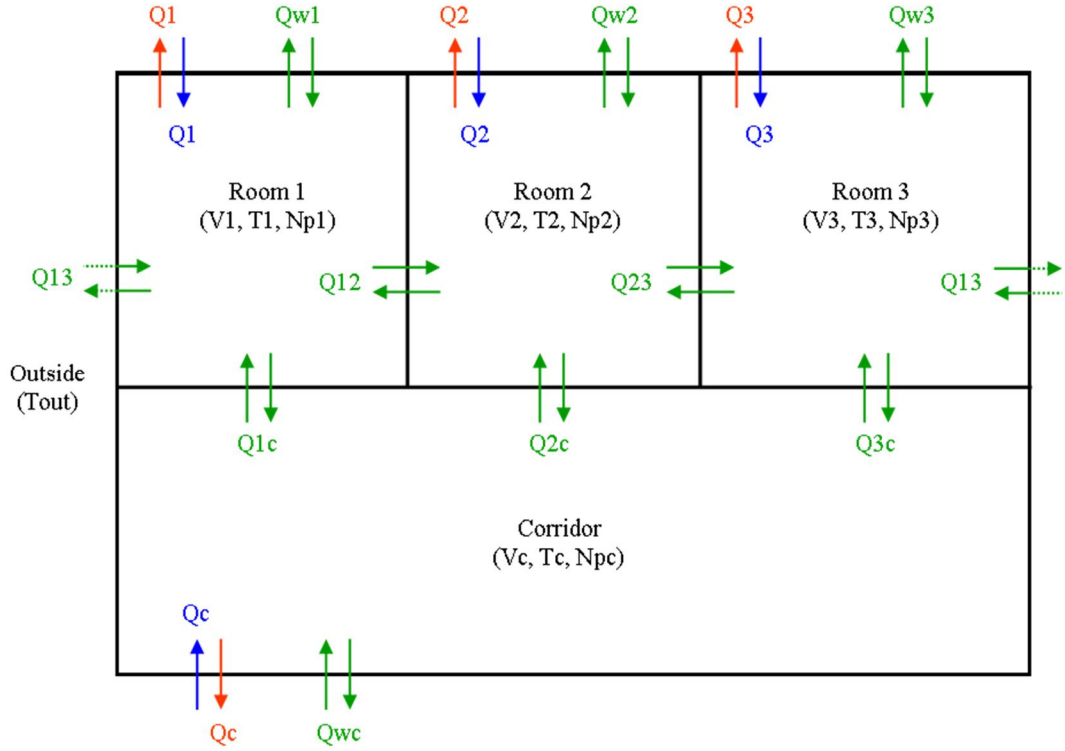 Q1
Qw1
Q2
Qw2
Q3
Qw3
Q1
Q2
Q3
Room 1
(V1, T1, Np1)
Room 2
(V2, T2, Np2)
Room 3
(V3, T3, Np3)
Q13
Q12
Q23
Q13
Outside
(Tout)
Q1c
Q2c
Q3c
Corridor
(Vc, Tc, Npc)
Qc
Qc
Qwc